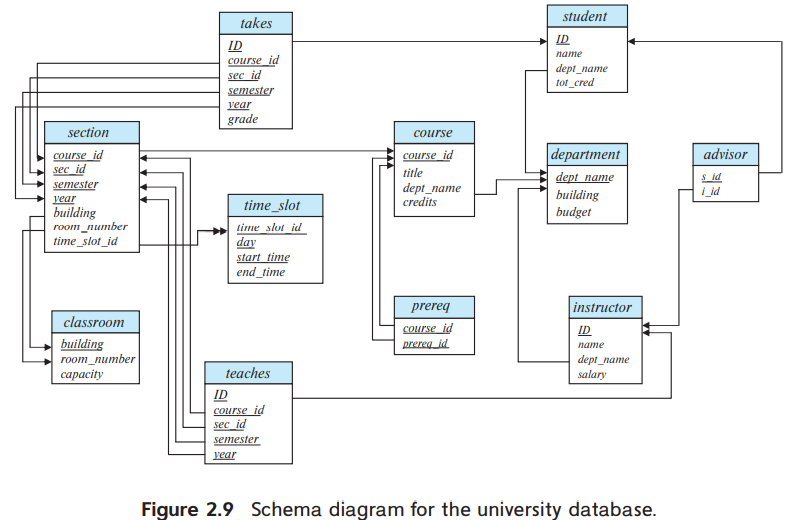 takes
ID
course_id
sec_id
semester
year
grade
student
ID
name
dept_name
tot_cred
section
course_id
sec_id
semester
year
building
room_number
time_slot_id
course
course_id
title
dept_name
credits
department
dept_name
building
budget
advisor
s_id
i_id
time_slot
time_slot_id
day
start_time
end_time
prereq
course_id
prereq_id
instructor
ID
name
dept_name
salary
classroom
building
room_number
capacity
teaches
ID
course_id
sec_id
semester
year
Figure 2.9 Schema diagram for the university database.